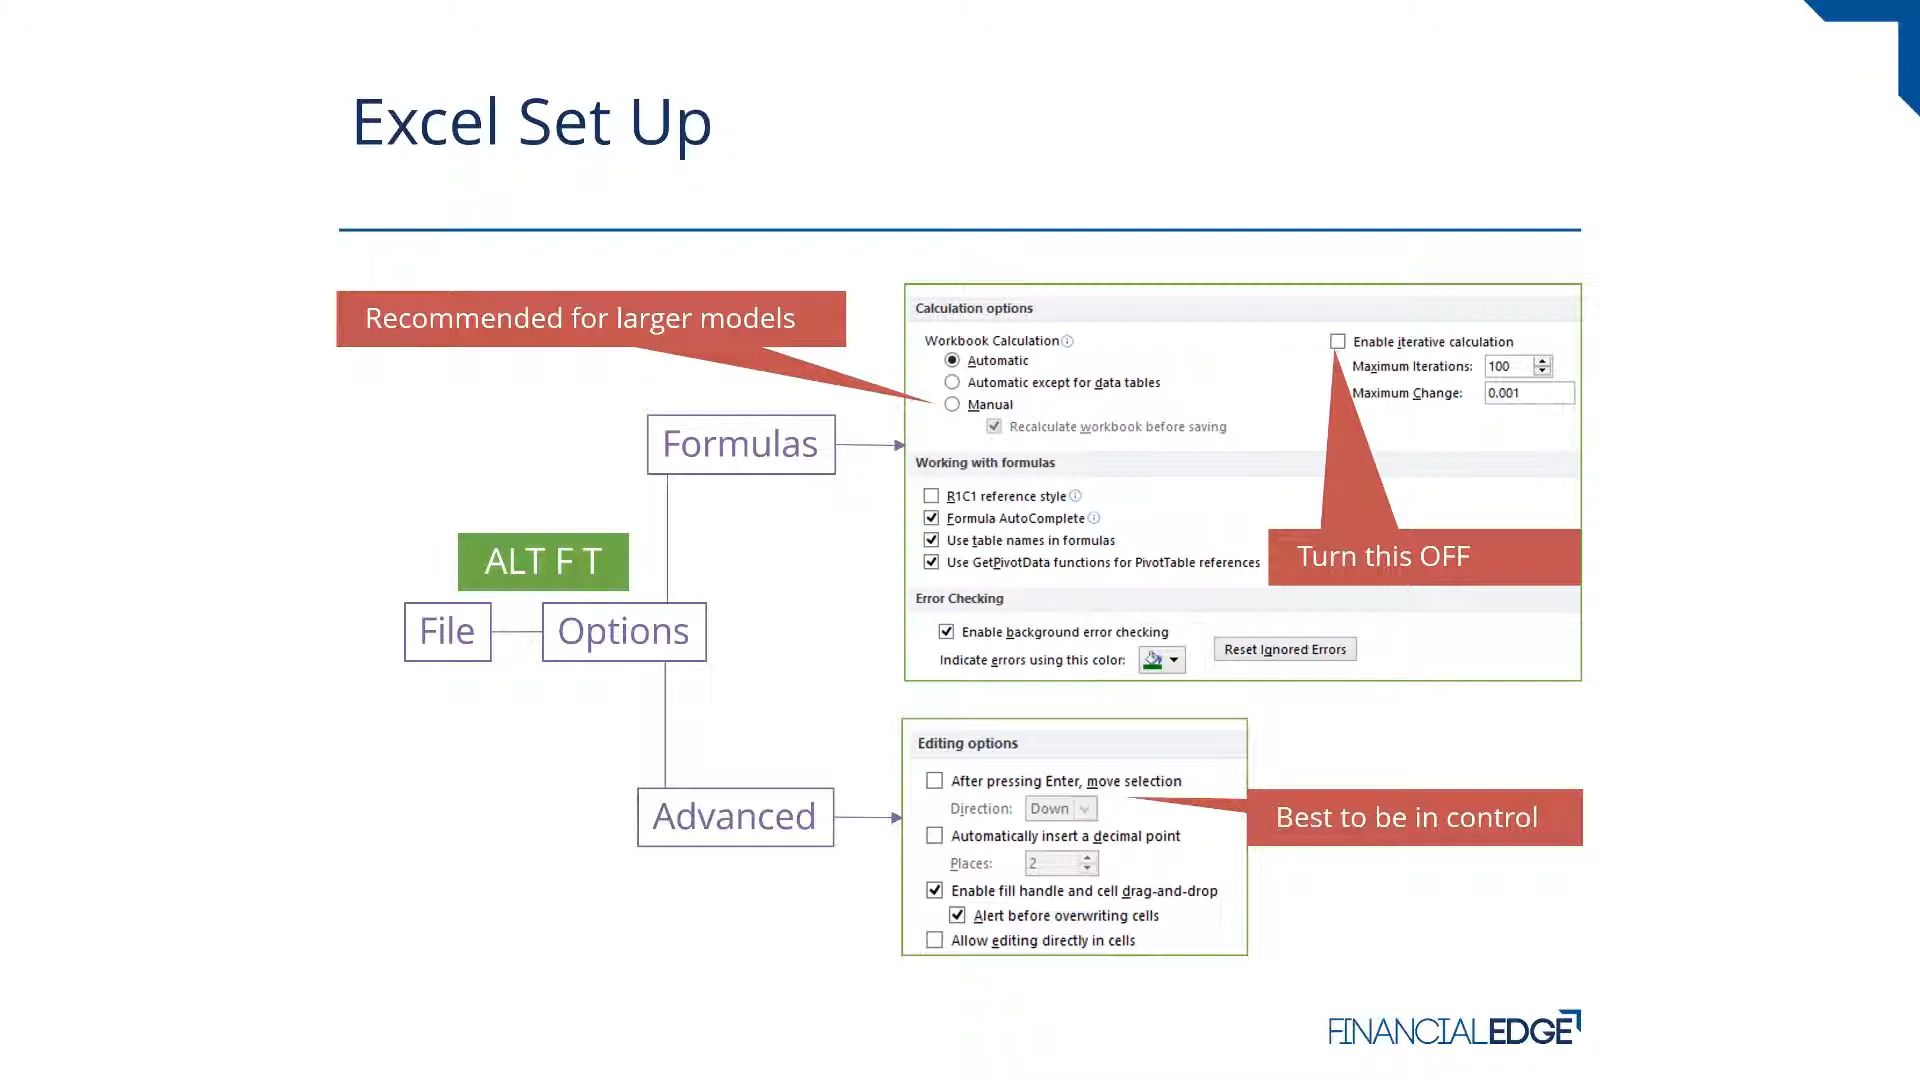 Excel Set Up
Recommended for larger models
Formulas
ALT F T
File
Options
Advanced
Calculation options
Workbook Calculation
Automatic
Automatic except for data tables
Manual
Recalculate workbook before saving
Enable iterative calculation
Maximum Iterations: 100
Maximum Change: 0.001
Working with formulas
R1C1 reference style
Formula AutoComplete
Use table names in formulas
Use GetPivotData functions for PivotTable references
Turn this OFF
Error Checking
Enable background error checking
Indicate errors using this color:
Reset Ignored Errors
Editing options
After pressing Enter, move selection
Direction: Down
Automatically insert a decimal point
Places: 2
Enable fill handle and cell drag-and-drop
Alert before overwriting cells
Allow editing directly in cells
Best to be in control
FINANCIALEDGE